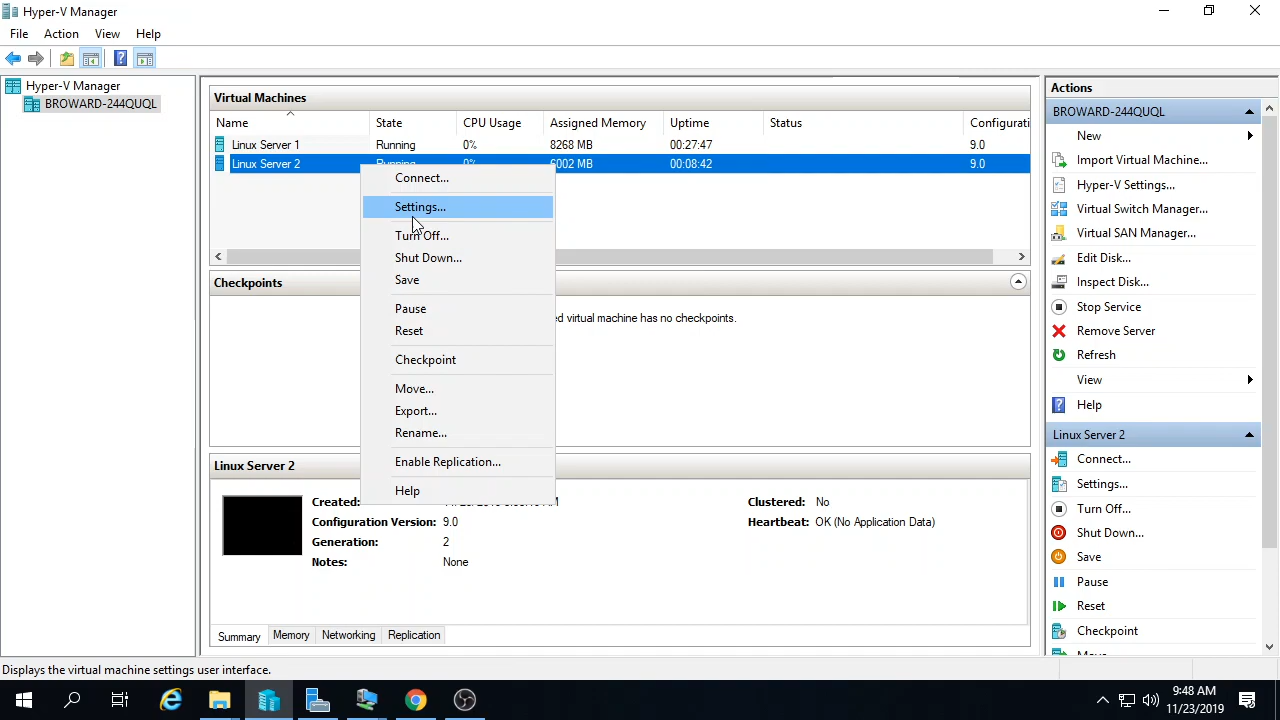 Hyper-V Manager
File Action View Help
Hyper-V Manager
BROWARD-244QUQL
Virtual Machines
Name State CPU Usage Assigned Memory Uptime Status Configurati
Linux Server 1 Running 0% 8268 MB 00:27:47 9.0
Linux Server 2 Running 0% 6002 MB 00:08:42 9.0
Connect...
Settings...
Turn Off...
Shut Down...
Save
Pause
Reset
Checkpoint
Move...
Export...
Rename...
Enable Replication...
Help
Checkpoints
ed virtual machine has no checkpoints.
Linux Server 2
Created:
Configuration Version: 9.0
Generation: 2
Notes: None
Clustered: No
Heartbeat: OK (No Application Data)
Summary Memory Networking Replication
Actions
BROWARD-244QUQL
New
Import Virtual Machine...
Hyper-V Settings...
Virtual Switch Manager...
Virtual SAN Manager...
Edit Disk...
Inspect Disk...
Stop Service
Remove Server
Refresh
View
Help
Linux Server 2
Connect...
Settings...
Turn Off...
Shut Down...
Save
Pause
Reset
Checkpoint
Move
Displays the virtual machine settings user interface.
9:48 AM
11/23/2019